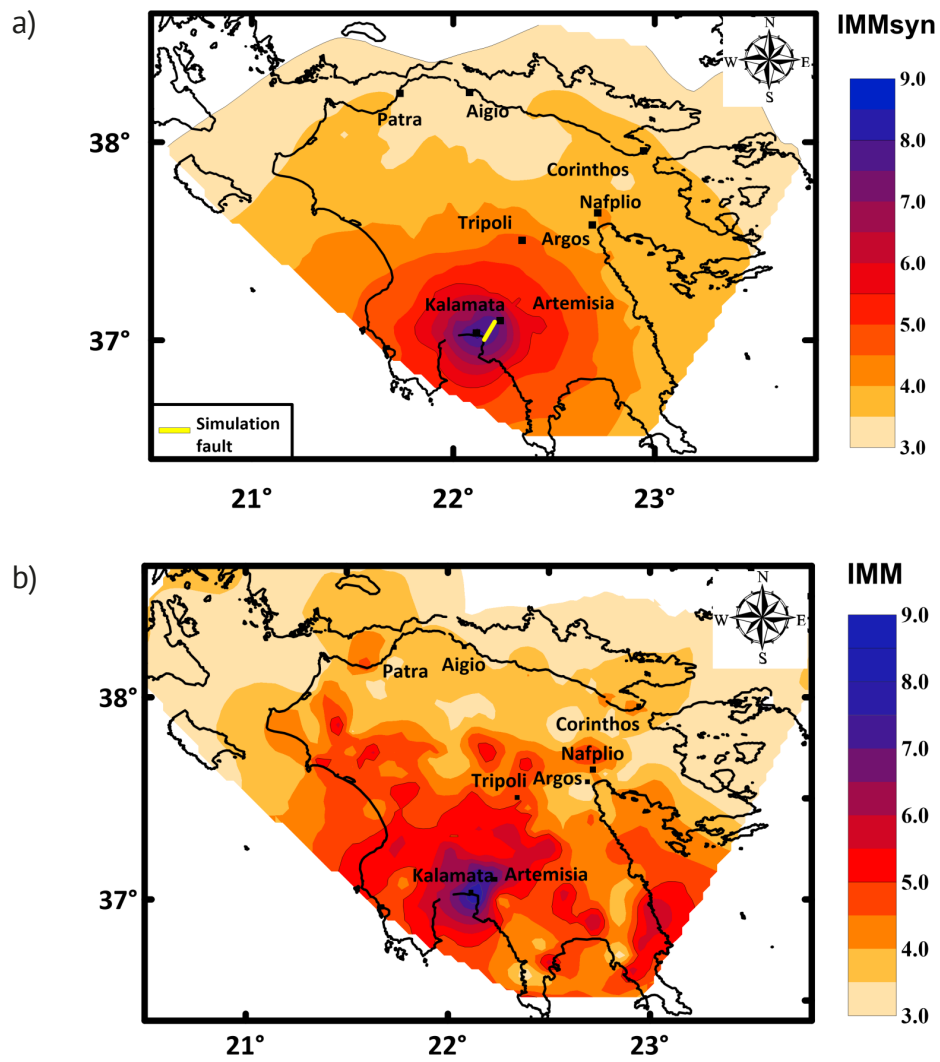 a)
IMMsyn
N
W
E
S
9.0
8.0
7.0
6.0
5.0
4.0
3.0
38°
37°
Patra
Aigio
Corinthos
Nafplio
Tripoli
Argos
Kalamata
Artemisia
Simulation
fault
21°
22°
23°
b)
IMM
N
W
E
S
9.0
8.0
7.0
6.0
5.0
4.0
3.0
38°
37°
Patra
Aigio
Corinthos
Nafplio
Tripoli
Argos
Kalamata
Artemisia
21°
22°
23°